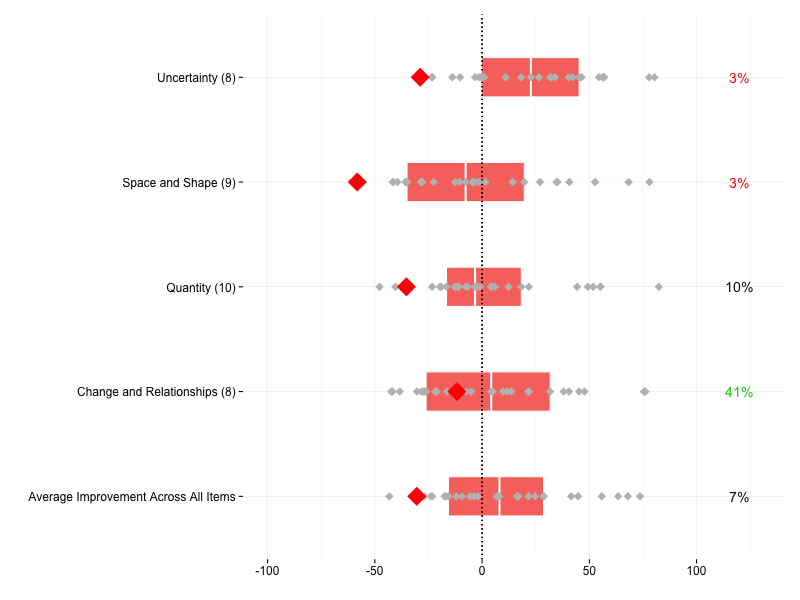 Uncertainty (8)
3%
Space and Shape (9)
3%
Quantity (10)
10%
Change and Relationships (8)
41%
Average Improvement Across All Items
7%
-100 -50 0 50 100